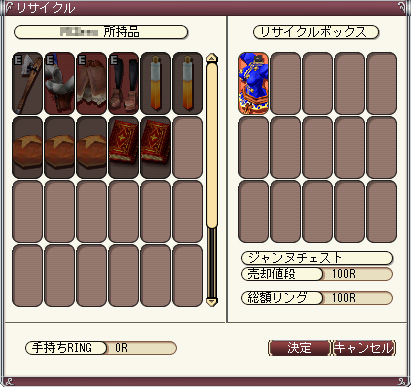 リサイクル
所持品
リサイクルボックス
E E E E
ジャンヌチェスト
売却値段 100R
総額リング 100R
手持ちRING 0R
決定 キャンセル